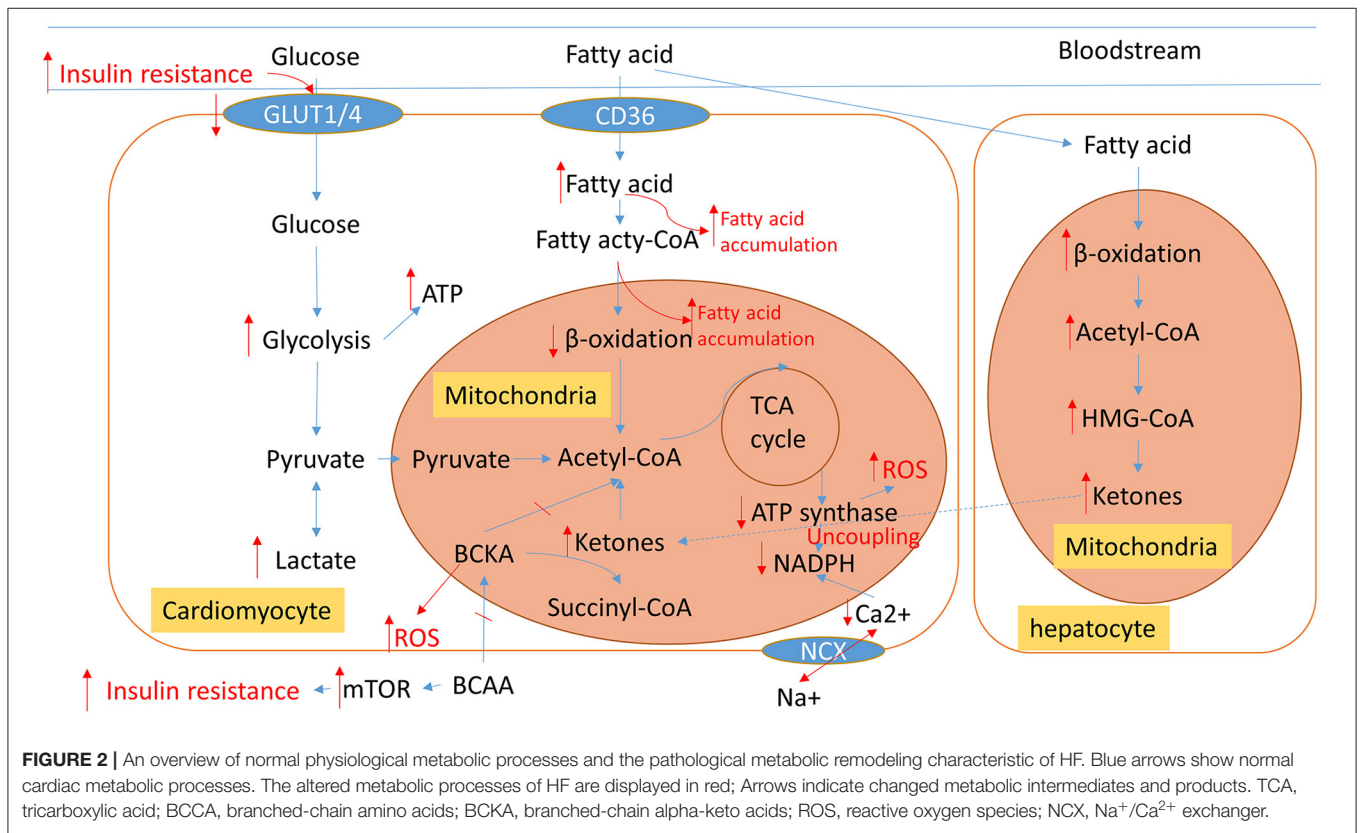 Glucose
Fatty acid
Bloodstream
Insulin resistance
GLUT1/4
CD36
Fatty acid
Fatty acid
Glucose
Fatty acid
accumulation
Fatty acty-CoA
β-oxidation
ATP
Fatty acid
accumulation
Glycolysis
β-oxidation
Acetyl-CoA
Mitochondria
TCA
cycle
HMG-CoA
Pyruvate
Pyruvate
Acetyl-CoA
ROS
Ketones
ATP synthase
Uncoupling
Mitochondria
Lactate
BCKA
Ketones
NADPH
Cardiomyocyte
Succinyl-CoA
Ca2+
hepatocyte
ROS
NCX
Insulin resistance
mTOR
BCAA
Na+
FIGURE 2 | An overview of normal physiological metabolic processes and the pathological metabolic remodeling characteristic of HF. Blue arrows show normal
cardiac metabolic processes. The altered metabolic processes of HF are displayed in red; Arrows indicate changed metabolic intermediates and products. TCA,
tricarboxylic acid; BCCA, branched-chain amino acids; BCKA, branched-chain alpha-keto acids; ROS, reactive oxygen species; NCX, Na⁺/Ca²⁺ exchanger.